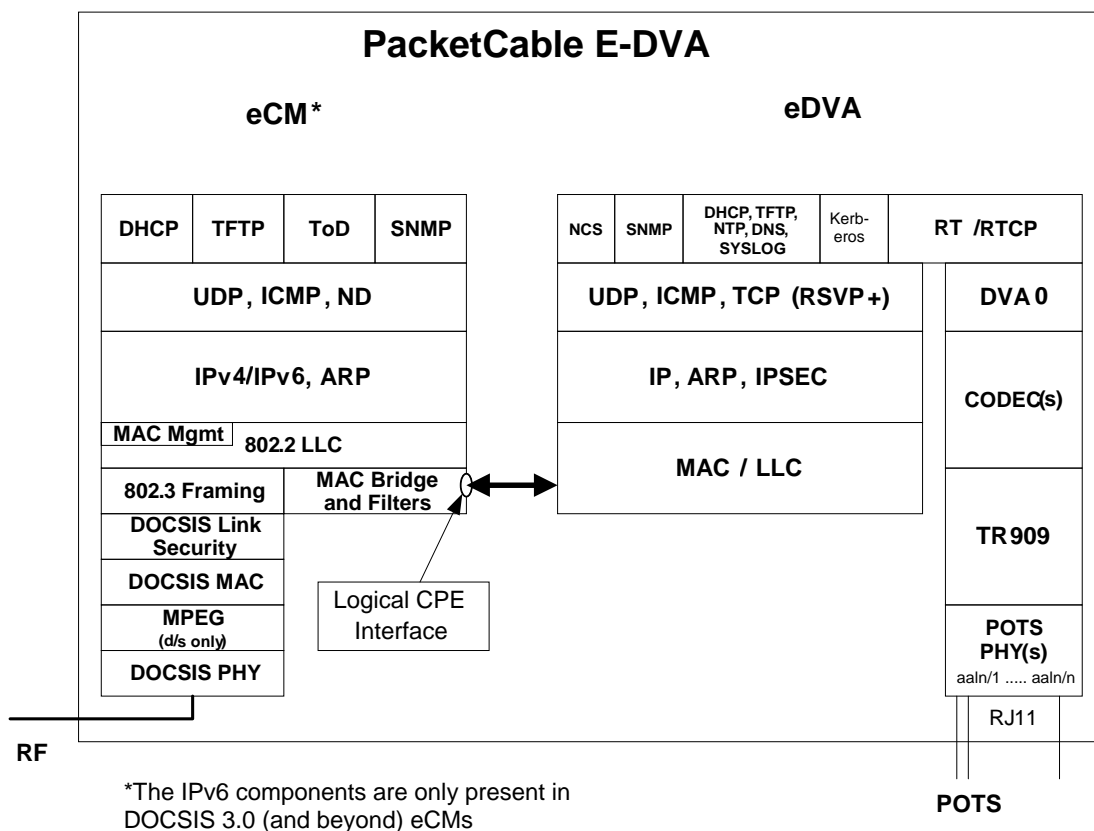 PacketCable E-DVA
eCM*
eDVA
DHCP
TFTP
ToD
SNMP
UDP, ICMP, ND
IPv4/IPv6, ARP
MAC Mgmt
802.2 LLC
802.3 Framing
MAC Bridge
and Filters
DOCSIS Link
Security
DOCSIS MAC
MPEG
(d/s only)
DOCSIS PHY
RF
Logical CPE
Interface
NCS
SNMP
DHCP, TFTP,
NTP, DNS,
SYSLOG
Kerb-
eros
RT /RTCP
UDP, ICMP, TCP (RSVP+)
IP, ARP, IPSEC
MAC / LLC
DVA 0
CODEC(s)
TR 909
POTS
PHY(s)
aaln/1 ..... aaln/n
RJ11
POTS
*The IPv6 components are only present in
DOCSIS 3.0 (and beyond) eCMs